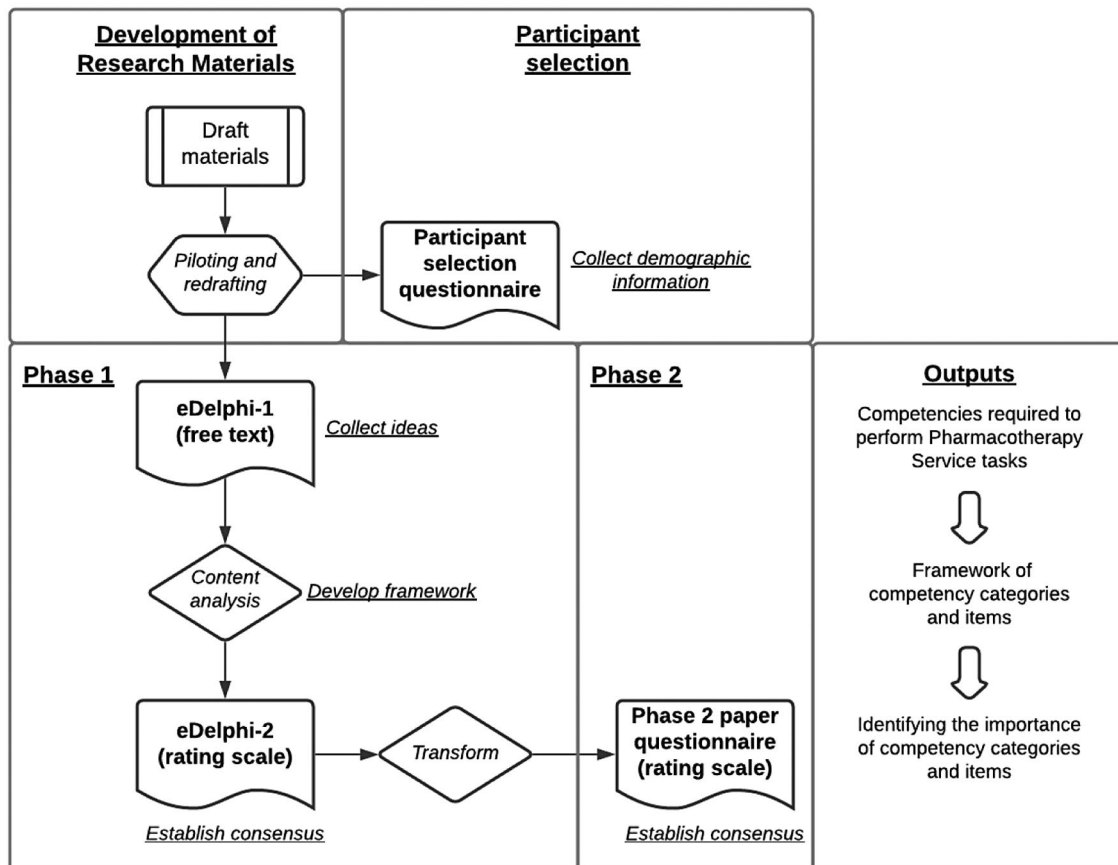 Development of
Research Materials
Participant
selection
Draft
materials
Piloting and
redrafting
Participant
selection
questionnaire
Collect demographic
information
Phase 1
eDelphi-1
(free text)
Collect ideas
Content
analysis
Develop framework
eDelphi-2
(rating scale)
Establish consensus
Transform
Phase 2
Phase 2 paper
questionnaire
(rating scale)
Establish consensus
Outputs
Competencies required to
perform Pharmacotherapy
Service tasks
Framework of
competency categories
and items
Identifying the importance
of competency categories
and items